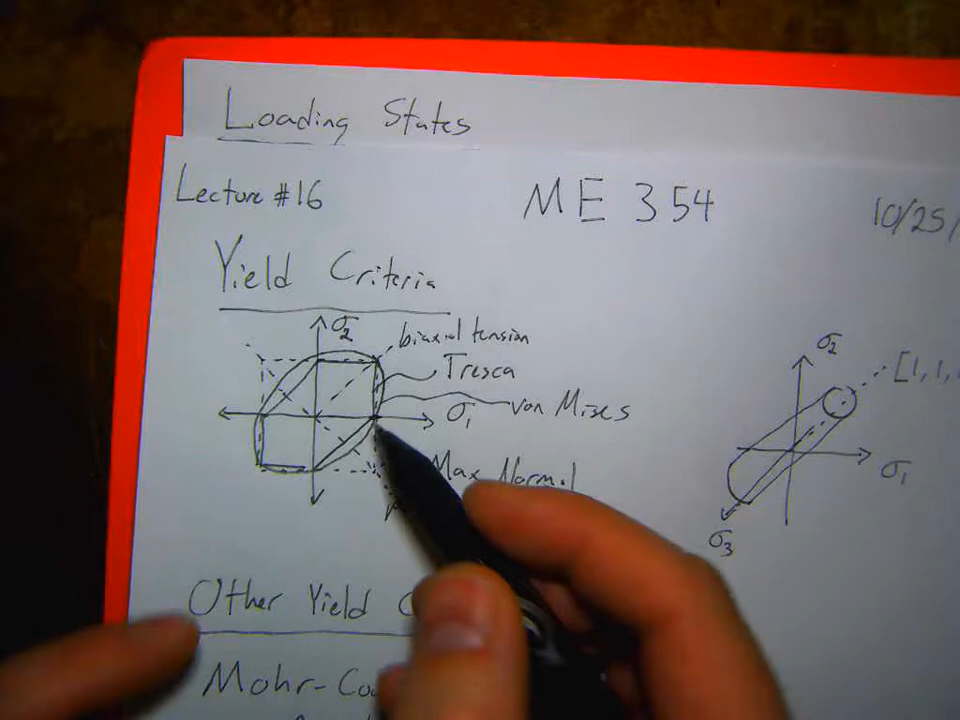 Loading States
Lecture #16
ME 354
10/25/
Yield Criteria
σ2
biaxial tension
Tresca
σ1
von Mises
Max Normal
σ2
[1, 1,
σ1
σ3
Other Yield
Mohr-Co